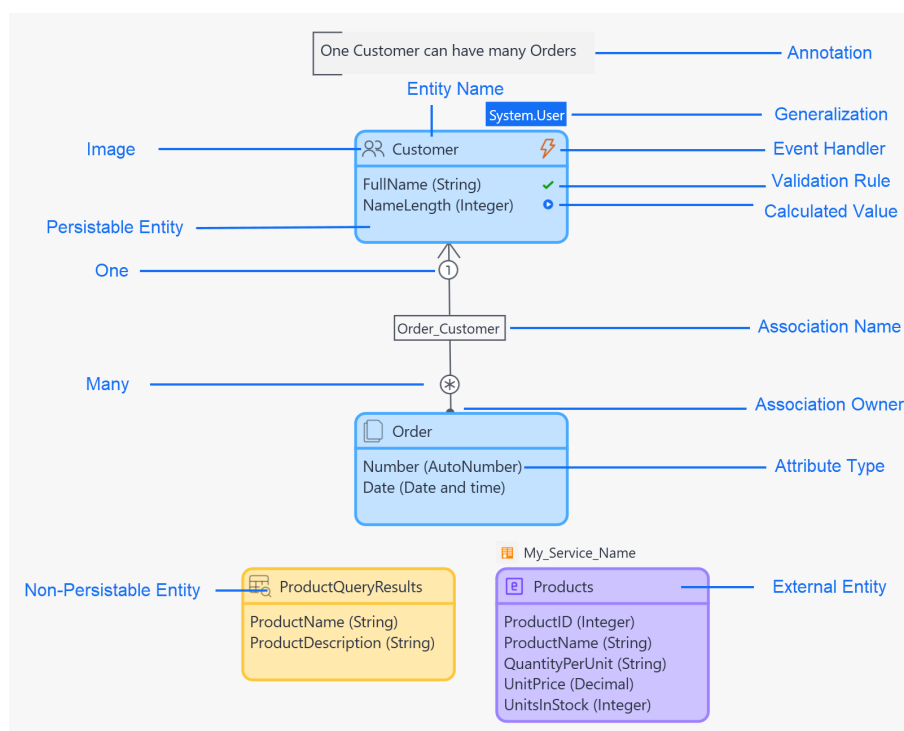 One Customer can have many Orders
Annotation
Entity Name
System.User
Generalization
Image
Customer
Event Handler
FullName (String)
Validation Rule
NameLength (Integer)
Calculated Value
Persistable Entity
One
1
Order_Customer
Association Name
Many
*
Association Owner
Order
Number (AutoNumber)
Attribute Type
Date (Date and time)
My_Service_Name
Non-Persistable Entity
ProductQueryResults
Products
External Entity
ProductName (String)
ProductDescription (String)
ProductID (Integer)
ProductName (String)
QuantityPerUnit (String)
UnitPrice (Decimal)
UnitsInStock (Integer)